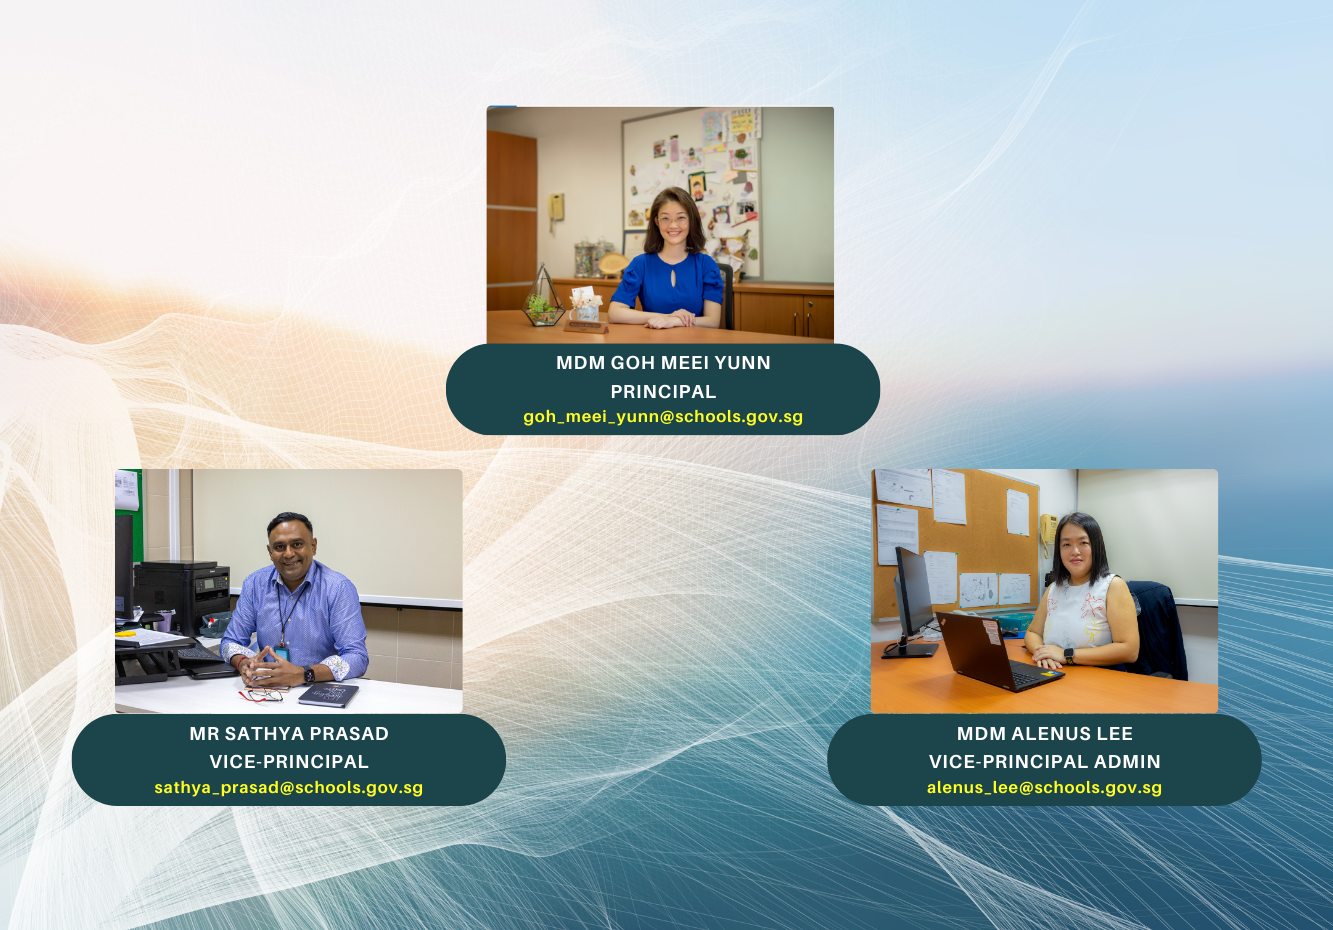 MDM GOH MEEI YUNN
PRINCIPAL
goh_meei_yunn@schools.gov.sg
MR SATHYA PRASAD
VICE-PRINCIPAL
sathya_prasad@schools.gov.sg
MDM ALENUS LEE
VICE-PRINCIPAL ADMIN
alenus_lee@schools.gov.sg